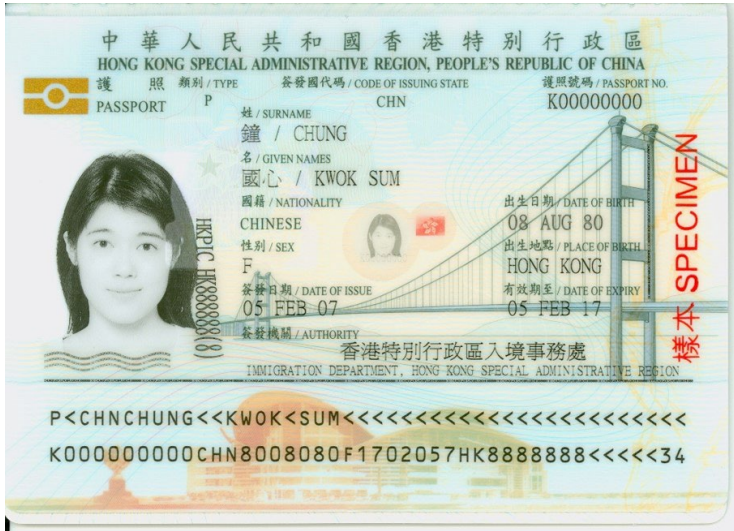 中華人民共和國香港特別行政區
HONG KONG SPECIAL ADMINISTRATIVE REGION, PEOPLE'S REPUBLIC OF CHINA
護照 類別 / TYPE 簽發國代碼 / CODE OF ISSUING STATE 護照號碼 / PASSPORT NO.
PASSPORT P CHN K00000000
姓 / SURNAME
鐘 / CHUNG
名 / GIVEN NAMES
國心 / KWOK SUM
國籍 / NATIONALITY 出生日期 / DATE OF BIRTH
CHINESE 08 AUG 80
性別 / SEX 出生地點 / PLACE OF BIRTH
F HONG KONG
簽發日期 / DATE OF ISSUE 有效期至 / DATE OF EXPIRY
05 FEB 07 05 FEB 17
簽發機關 / AUTHORITY
香港特別行政區入境事務處
IMMIGRATION DEPARTMENT, HONG KONG SPECIAL ADMINISTRATIVE REGION
HKPIC HK888888(8)
樣本 SPECIMEN
P<CHNCHUNG<<KWOK<SUM<<<<<<<<<<<<<<<<<<<<<<<<
K000000000CHN8008080F1702057HK8888888<<<<<34